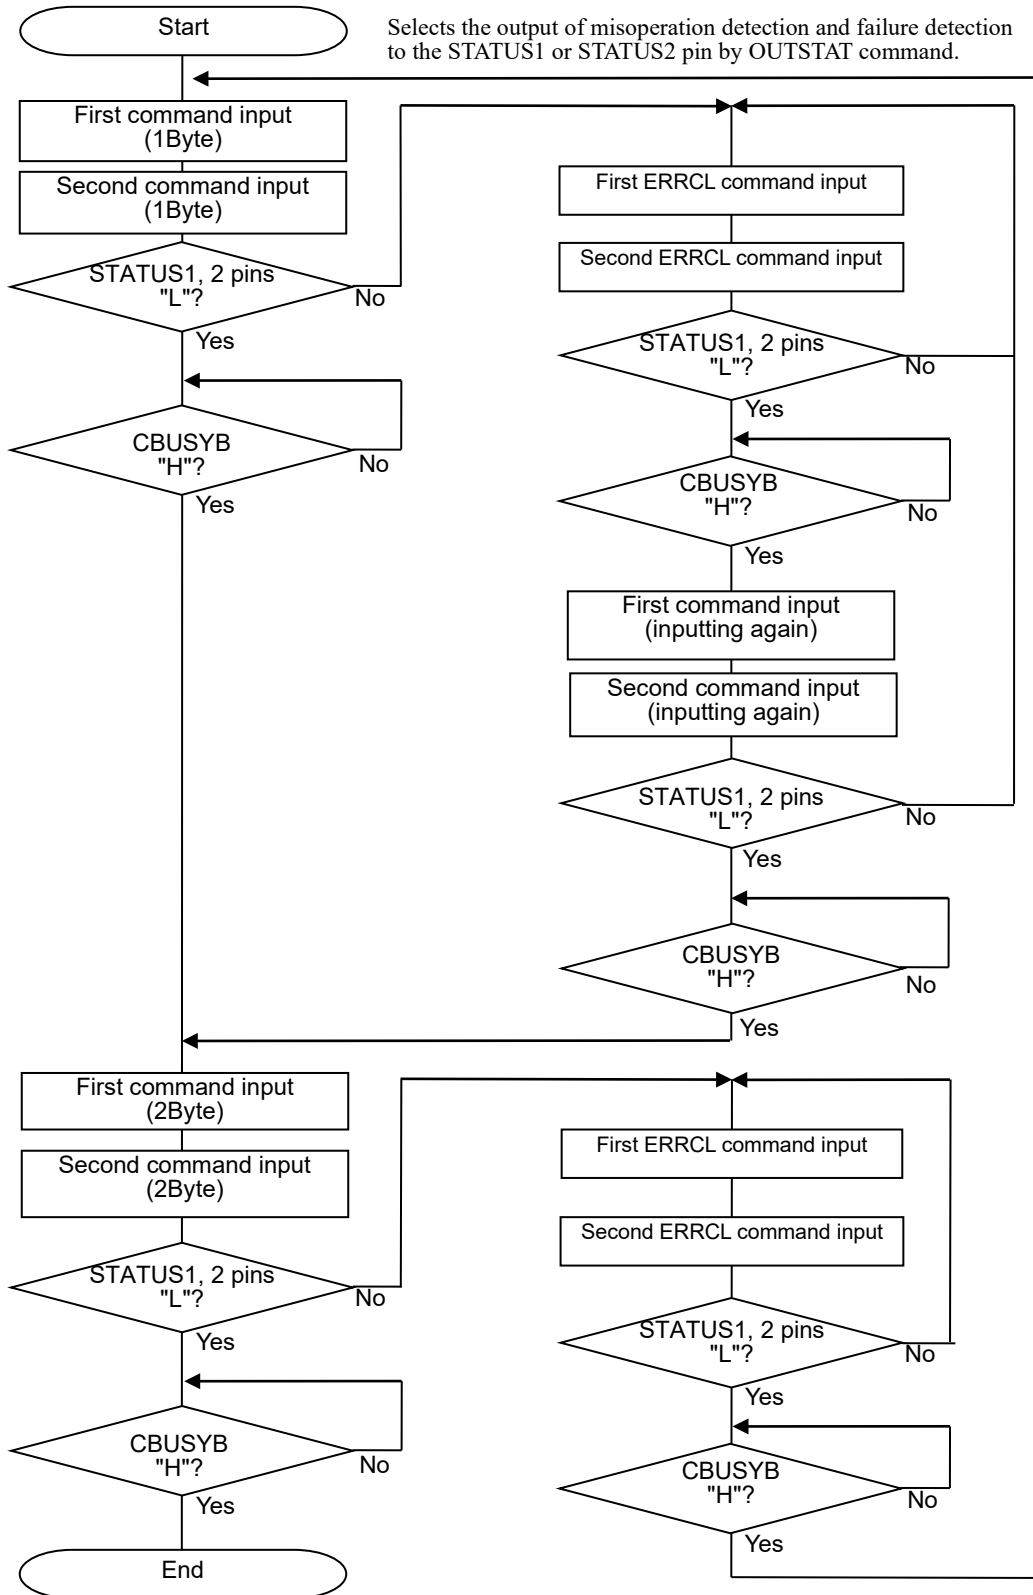 Start
Selects the output of misoperation detection and failure detection
to the STATUS1 or STATUS2 pin by OUTSTAT command.
First command input
(1Byte)
Second command input
(1Byte)
STATUS1, 2 pins
"L"?
No
Yes
CBUSYB
"H"?
No
Yes
First ERRCL command input
Second ERRCL command input
STATUS1, 2 pins
"L"?
No
Yes
CBUSYB
"H"?
No
Yes
First command input
(inputting again)
Second command input
(inputting again)
STATUS1, 2 pins
"L"?
No
Yes
CBUSYB
"H"?
No
Yes
First command input
(2Byte)
Second command input
(2Byte)
STATUS1, 2 pins
"L"?
No
Yes
CBUSYB
"H"?
No
Yes
End
First ERRCL command input
Second ERRCL command input
STATUS1, 2 pins
"L"?
No
Yes
CBUSYB
"H"?
No
Yes